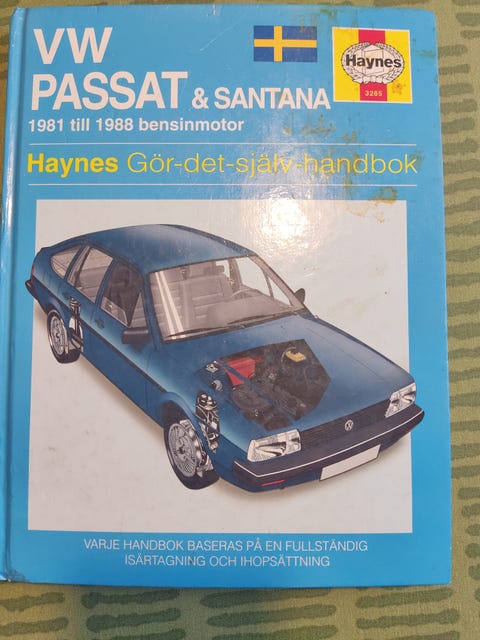 VW
PASSAT & SANTANA
1981 till 1988 bensinmotor
Haynes
3265
Haynes Gör-det-själv-handbok
VARJE HANDBOK BASERAS PÅ EN FULLSTÄNDIG
ISÄRTAGNING OCH IHOPSÄTTNING